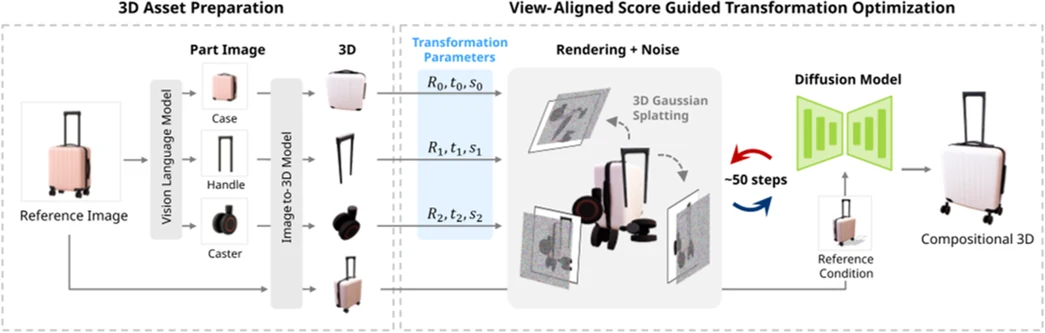 3D Asset Preparation
View-Aligned Score Guided Transformation Optimization
Part Image
3D
Reference Image
Vision Language Model
Case
Handle
Caster
Image-to-3D Model
Transformation
Parameters
R₀, t₀, s₀
R₁, t₁, s₁
R₂, t₂, s₂
Rendering + Noise
3D Gaussian
Splatting
~50 steps
Diffusion Model
Reference
Condition
Compositional 3D